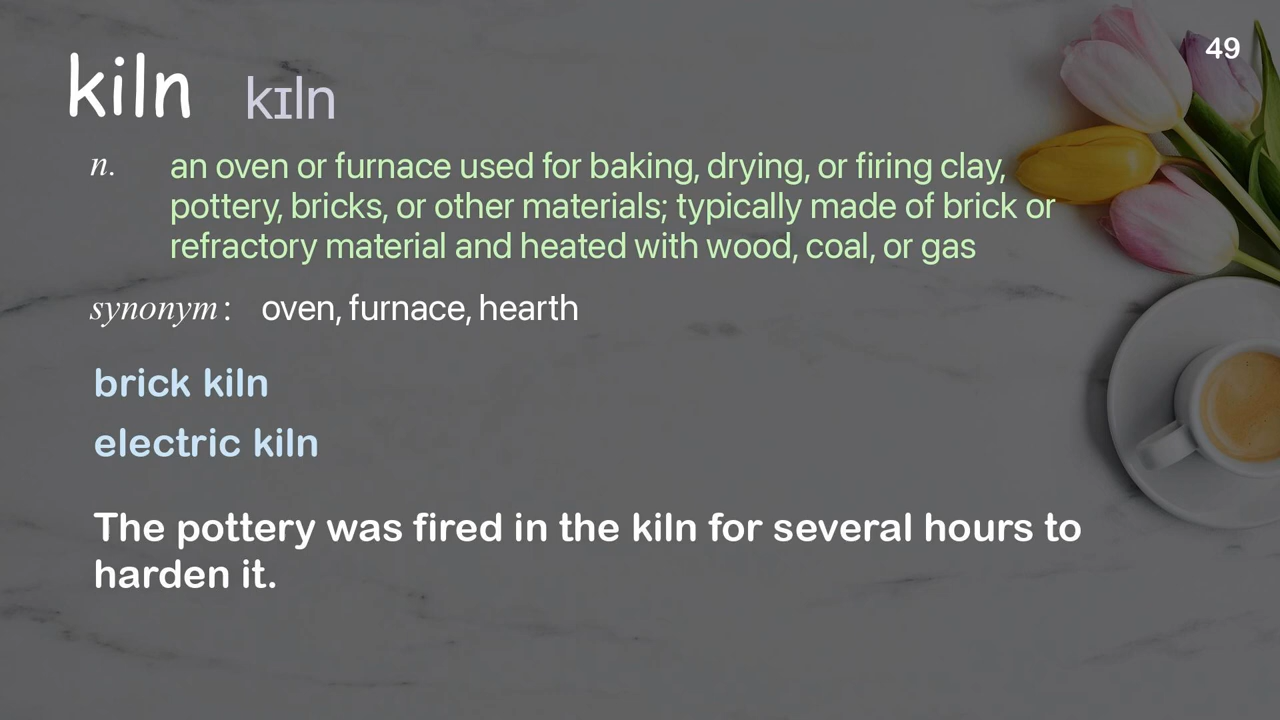 49
kiln kɪln
n. an oven or furnace used for baking, drying, or firing clay,
pottery, bricks, or other materials; typically made of brick or
refractory material and heated with wood, coal, or gas
synonym: oven, furnace, hearth
brick kiln
electric kiln
The pottery was fired in the kiln for several hours to
harden it.